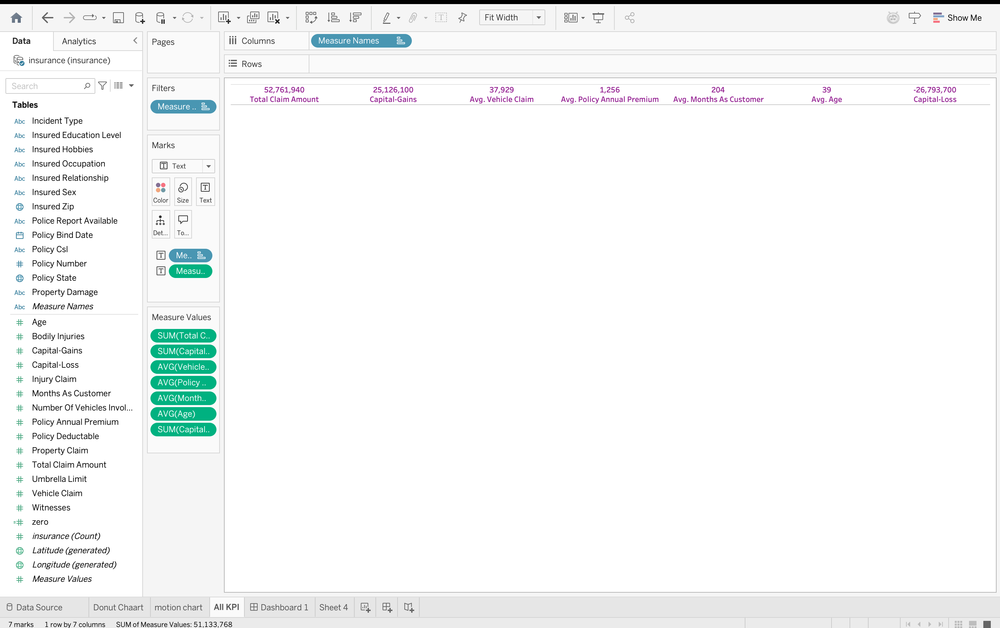 Fit Width
Show Me
Data
Analytics
insurance (insurance)
Search
Tables
Abc Incident Type
Abc Insured Education Level
Abc Insured Hobbies
Abc Insured Occupation
Abc Insured Relationship
Abc Insured Sex
Insured Zip
Abc Police Report Available
Policy Bind Date
Abc Policy Csl
# Policy Number
Policy State
Abc Property Damage
Abc Measure Names
# Age
# Bodily Injuries
# Capital-Gains
# Capital-Loss
# Injury Claim
# Months As Customer
# Number Of Vehicles Invol...
# Policy Annual Premium
# Policy Deductable
# Property Claim
# Total Claim Amount
# Umbrella Limit
# Vehicle Claim
# Witnesses
=# zero
# insurance (Count)
Latitude (generated)
Longitude (generated)
# Measure Values
Pages
Filters
Measure ..
Marks
T Text
Color Size Text
Det... To...
T Me..
T Measu..
Measure Values
SUM(Total C..
SUM(Capital..
AVG(Vehicle..
AVG(Policy ..
AVG(Month..
AVG(Age)
SUM(Capital..
Columns Measure Names
Rows
52,761,940 25,126,100 37,929 1,256 204 39 -26,793,700
Total Claim Amount Capital-Gains Avg. Vehicle Claim Avg. Policy Annual Premium Avg. Months As Customer Avg. Age Capital-Loss
Data Source Donut Chaart motion chart All KPI Dashboard 1 Sheet 4
7 marks 1 row by 7 columns SUM of Measure Values: 51,133,768